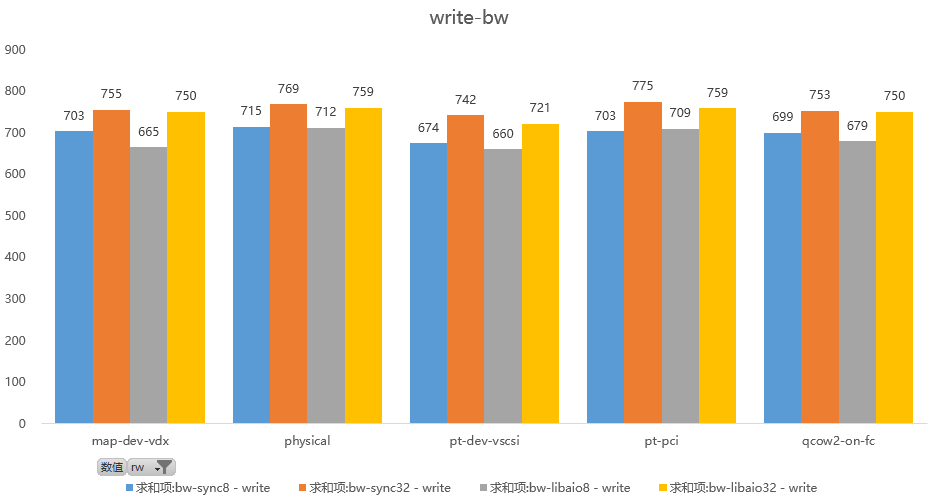 write-bw
900
800
700
600
500
400
300
200
100
0
703 755 665 750
715 769 712 759
674 742 660 721
703 775 709 759
699 753 679 750
map-dev-vdx physical pt-dev-vscsi pt-pci qcow2-on-fc
数值 rw
求和项:bw-sync8 - write 求和项:bw-sync32 - write 求和项:bw-libaio8 - write 求和项:bw-libaio32 - write